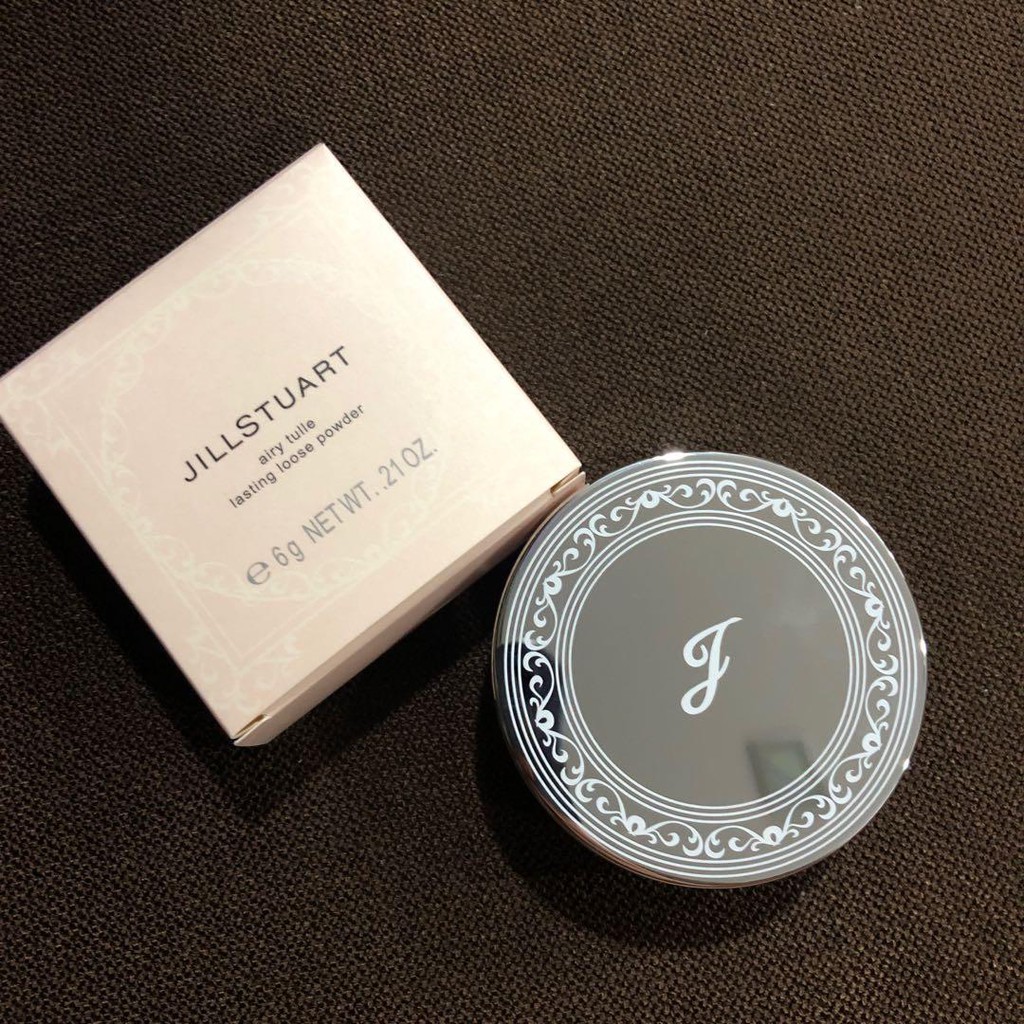 JILLSTUART
airy tulle
lasting loose powder
e 6g NET WT. .21 OZ.
J